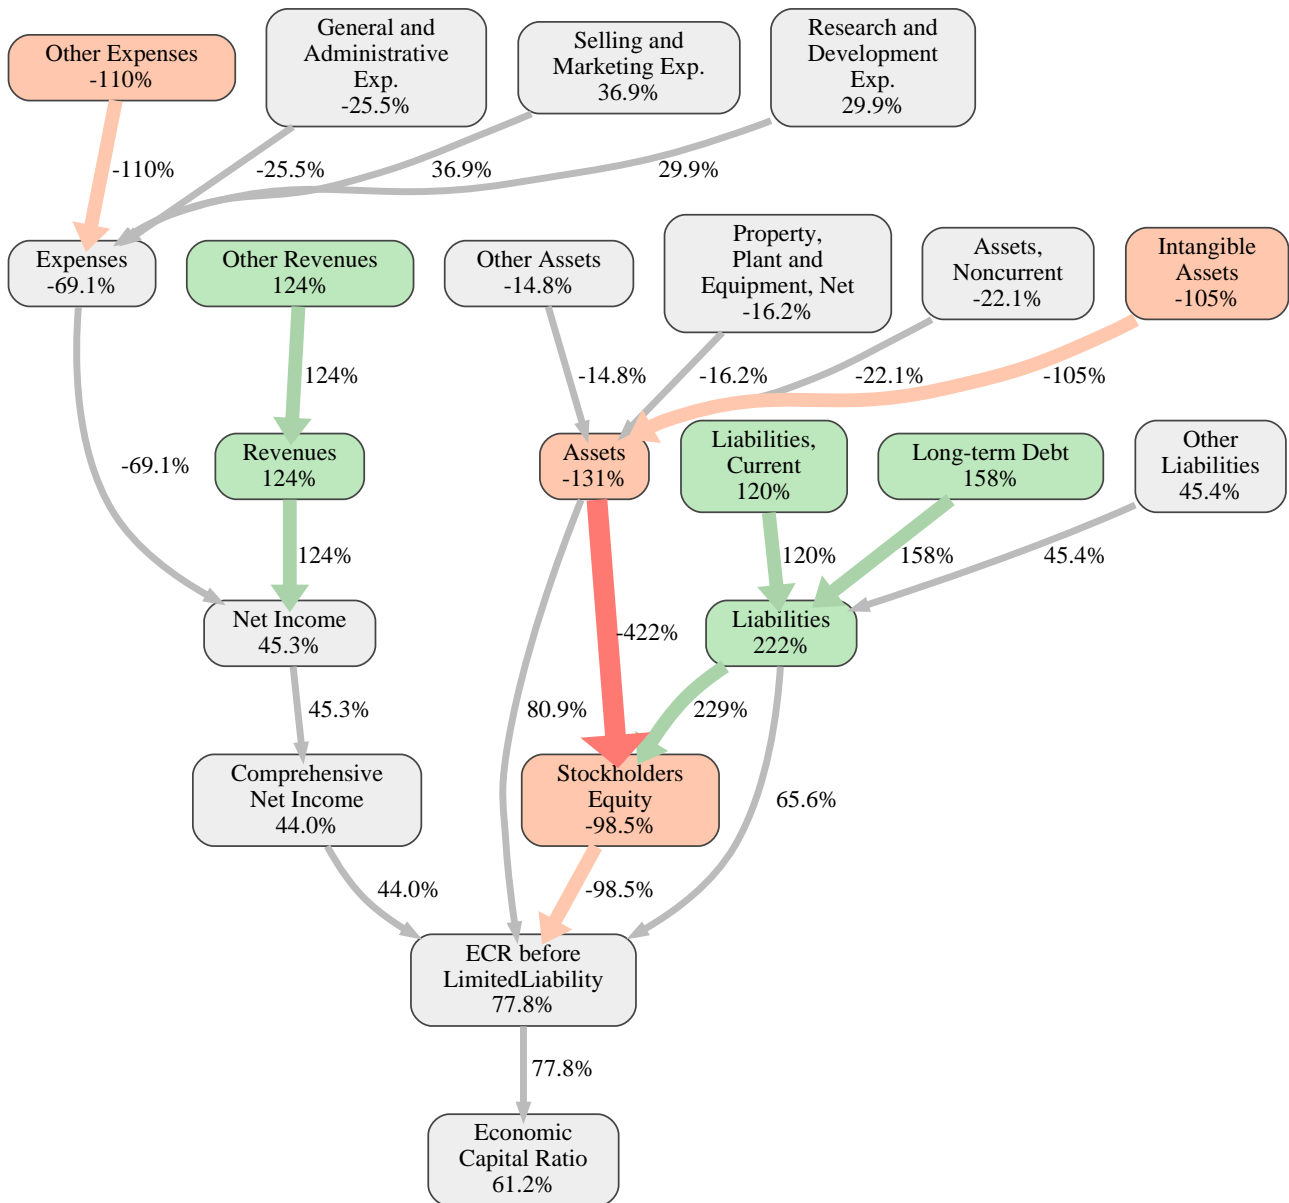 Other Expenses
-110%
General and
Administrative
Exp.
-25.5%
Selling and
Marketing Exp.
36.9%
Research and
Development
Exp.
29.9%
-110%
-25.5%
36.9%
29.9%
Expenses
-69.1%
Other Revenues
124%
Other Assets
-14.8%
Property,
Plant and
Equipment, Net
-16.2%
Assets,
Noncurrent
-22.1%
Intangible
Assets
-105%
124%
-14.8%
-16.2%
-22.1%
-105%
-69.1%
Revenues
124%
Assets
-131%
Liabilities,
Current
120%
Long-term Debt
158%
Other
Liabilities
45.4%
124%
120%
158%
45.4%
Net Income
45.3%
-422%
Liabilities
222%
45.3%
80.9%
229%
Comprehensive
Net Income
44.0%
Stockholders
Equity
-98.5%
65.6%
44.0%
-98.5%
ECR before
LimitedLiability
77.8%
77.8%
Economic
Capital Ratio
61.2%